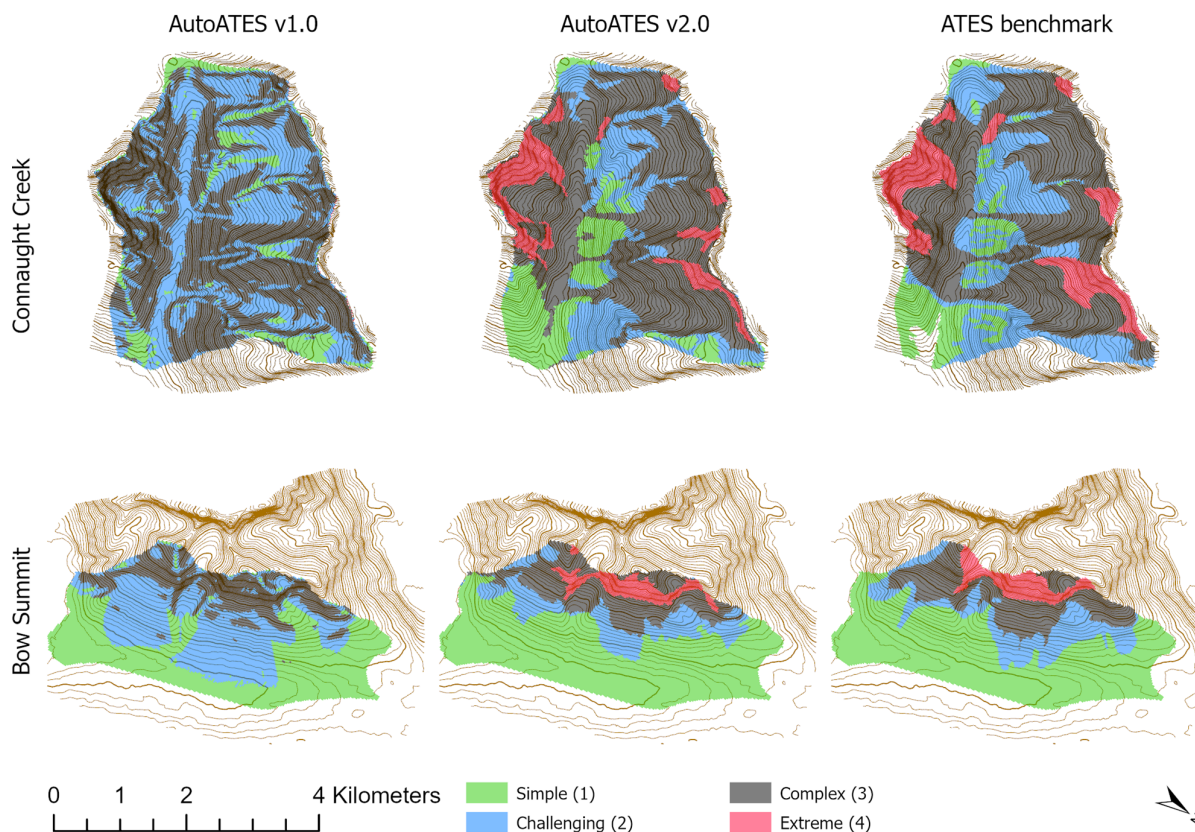 AutoATES v1.0
AutoATES v2.0
ATES benchmark
Connaught Creek
Bow Summit
0 1 2 4 Kilometers
Simple (1)
Complex (3)
Challenging (2)
Extreme (4)